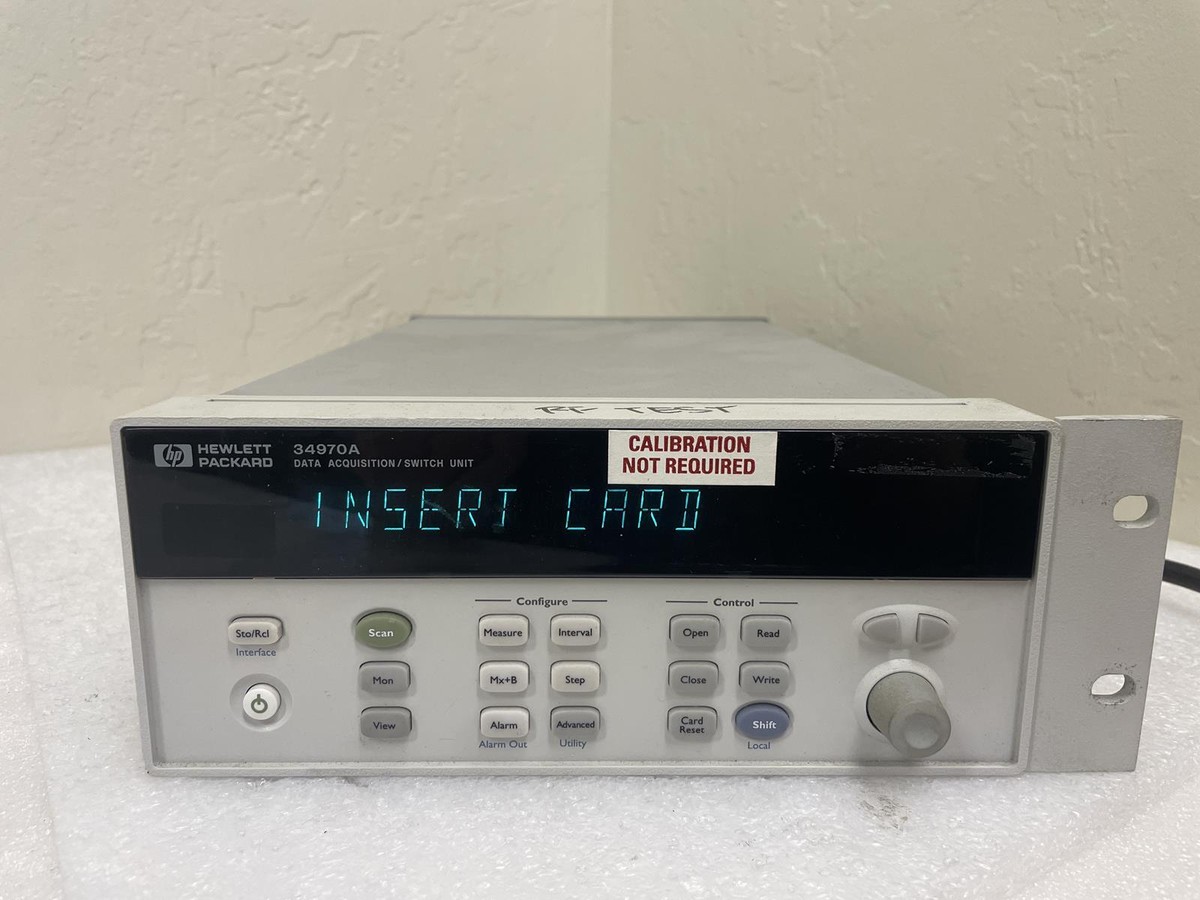 RF TEST
hp HEWLETT PACKARD
34970A
DATA ACQUISITION / SWITCH UNIT
CALIBRATION
NOT REQUIRED
INSERT CARD
Configure
Control
Sto/Rcl
Interface
Scan
Measure
Interval
Open
Read
Mon
Mx+B
Step
Close
Write
View
Alarm
Alarm Out
Advanced
Utility
Card
Reset
Shift
Local